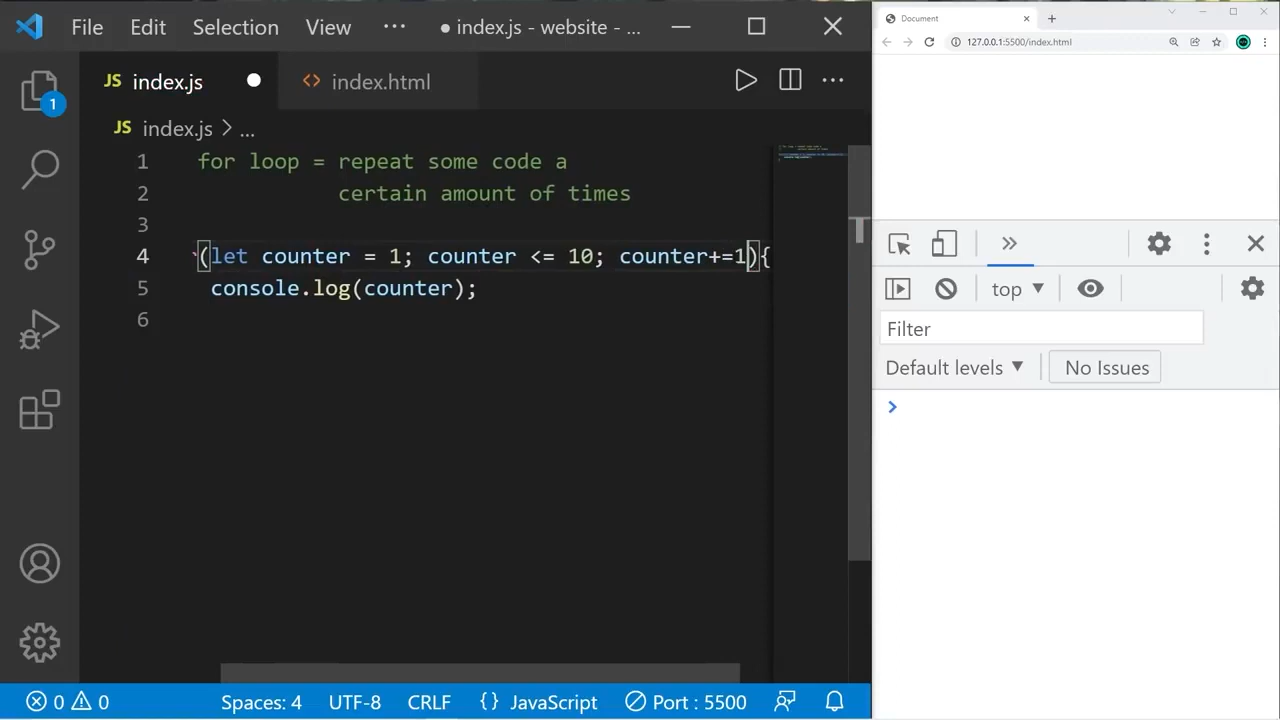 File Edit Selection View ··· ● index.js - website - ...
JS index.js index.html ···
JS index.js > ...
1 for loop = repeat some code a
2 certain amount of times
3
4 (let counter = 1; counter <= 10; counter+=1){
5 console.log(counter);
6
1
0 0 Spaces: 4 UTF-8 CRLF {} JavaScript Port : 5500
Document
127.0.0.1:5500/index.html
top
Filter
Default levels No Issues